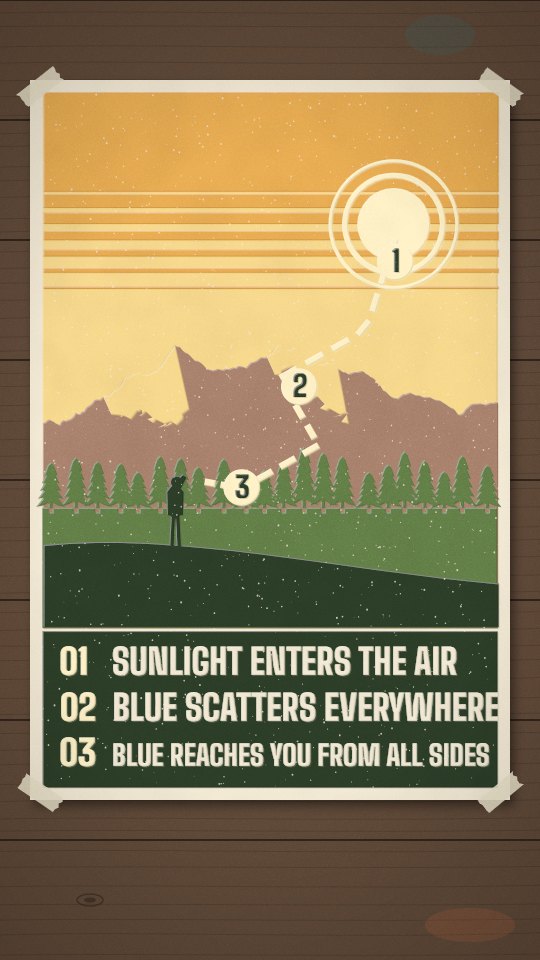 1
2
3
01 SUNLIGHT ENTERS THE AIR
02 BLUE SCATTERS EVERYWHERE
03 BLUE REACHES YOU FROM ALL SIDES